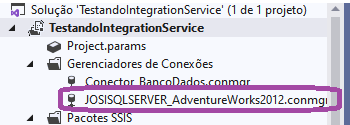 Solução 'TestandoIntegrationService' (1 de 1 projeto)
TestandoIntegrationService
Project.params
Gerenciadores de Conexões
Conector_BancoDados.conmgr
JOSISQLSERVER_AdventureWorks2012.conmgr
Pacotes SSIS